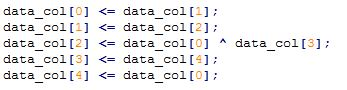 data_col[0] <= data_col[1];
data_col[1] <= data_col[2];
data_col[2] <= data_col[0] ^ data_col[3];
data_col[3] <= data_col[4];
data_col[4] <= data_col[0];